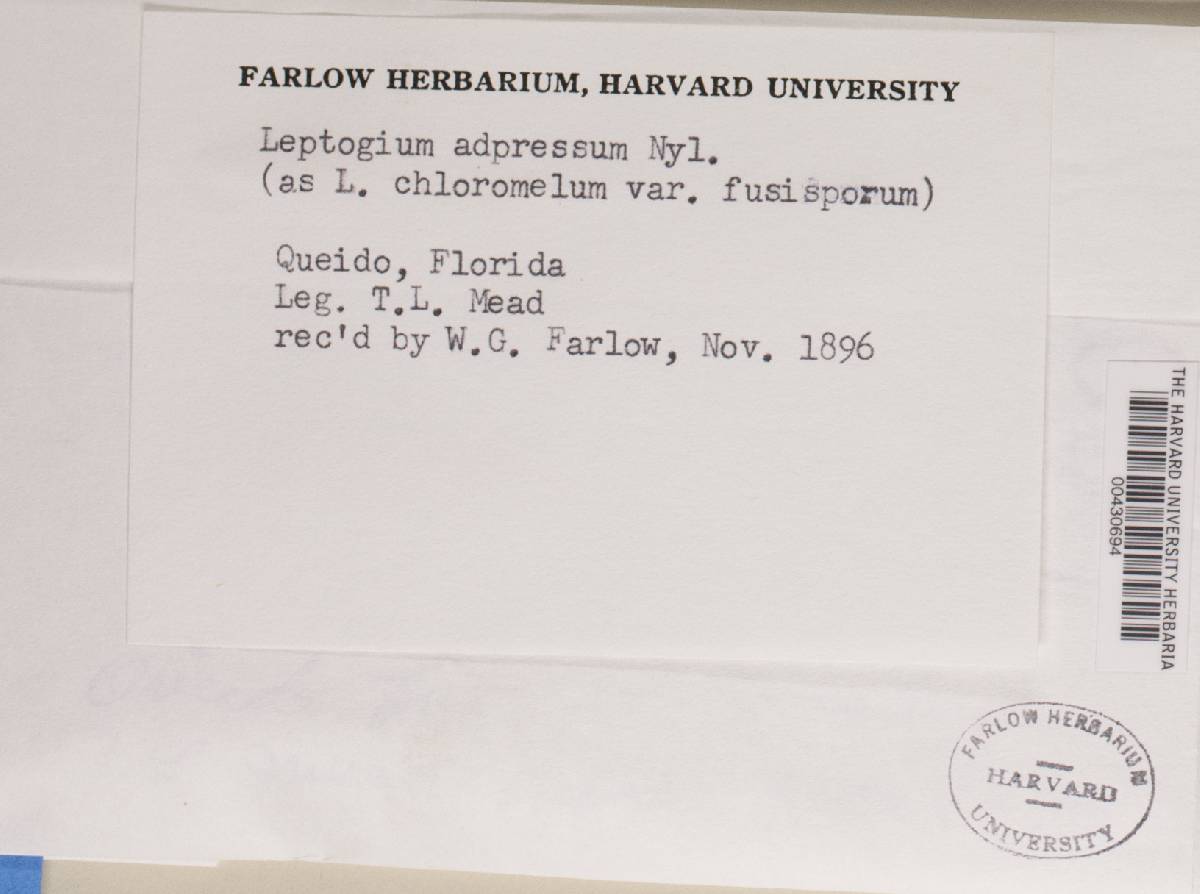 FARLOW HERBARIUM, HARVARD UNIVERSITY
Leptogium adpressum Nyl.
(as L. chloromelum var. fusisporum)
Queido, Florida
Leg. T.L. Mead
rec'd by W.G. Farlow, Nov. 1896
THE HARVARD UNIVERSITY HERBARIA
00430694
FARLOW HERBARIUM
HARVARD
UNIVERSITY